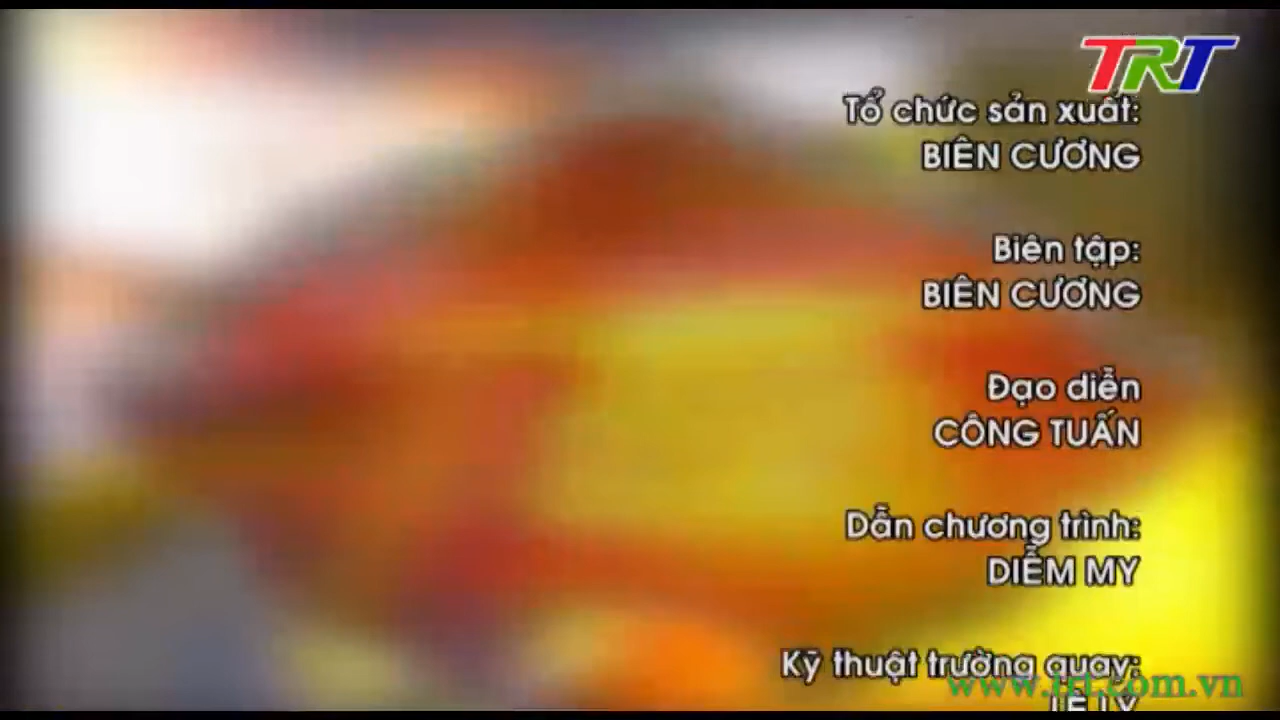 TRT
Tổ chức sản xuất:
BIÊN CƯƠNG
Biên tập:
BIÊN CƯƠNG
Đạo diễn
CÔNG TUẤN
Dẫn chương trình:
DIỄM MY
Kỹ thuật trường quay:
www.trt.com.vn